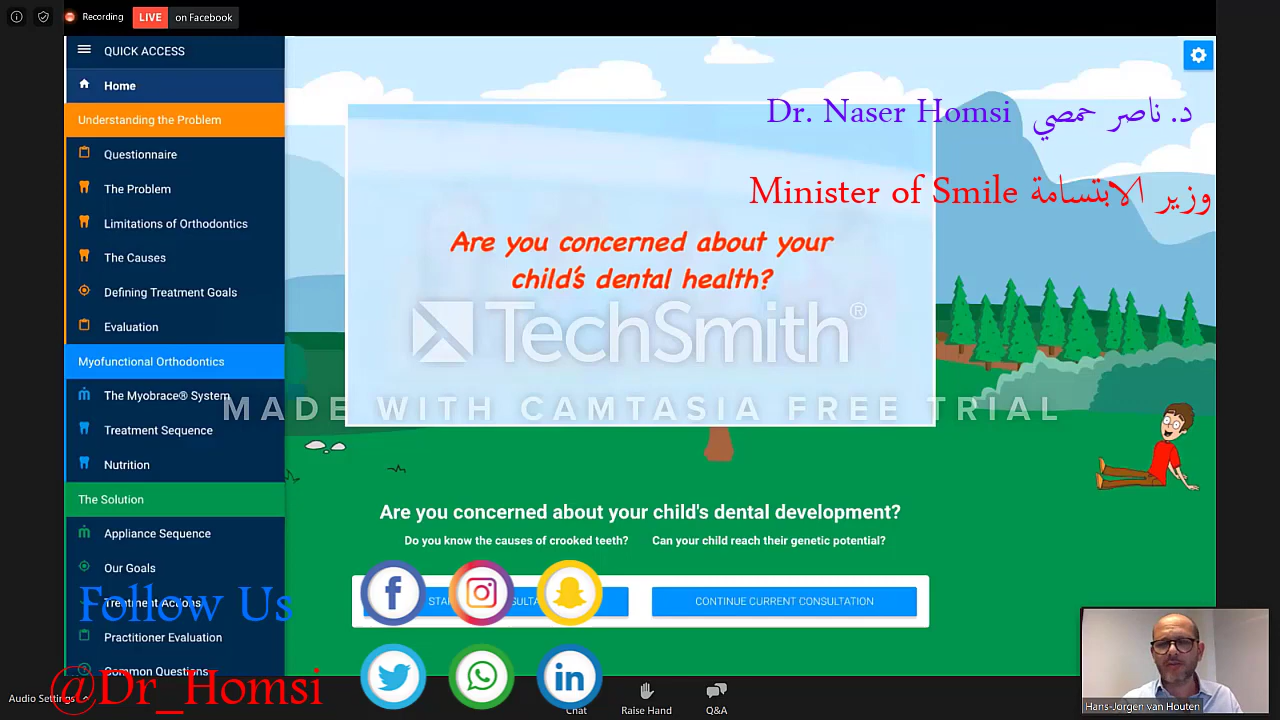 Recording
LIVE on Facebook
QUICK ACCESS
Home
Understanding the Problem
Questionnaire
The Problem
Limitations of Orthodontics
The Causes
Defining Treatment Goals
Evaluation
Myofunctional Orthodontics
The Myobrace® System
Treatment Sequence
Nutrition
The Solution
Appliance Sequence
Our Goals
Treatment Actions
Practitioner Evaluation
Common Questions
Dr. Naser Homsi د. ناصر حمصي
Minister of Smile وزير الابتسامة
Are you concerned about your
child's dental health?
TechSmith®
MADE WITH CAMTASIA FREE TRIAL
Are you concerned about your child's dental development?
Do you know the causes of crooked teeth? Can your child reach their genetic potential?
CONTINUE CURRENT CONSULTATION
Follow Us
@Dr_Homsi
Audio Settings
Chat
Raise Hand
Q&A
Hans-Jorgen van Houten